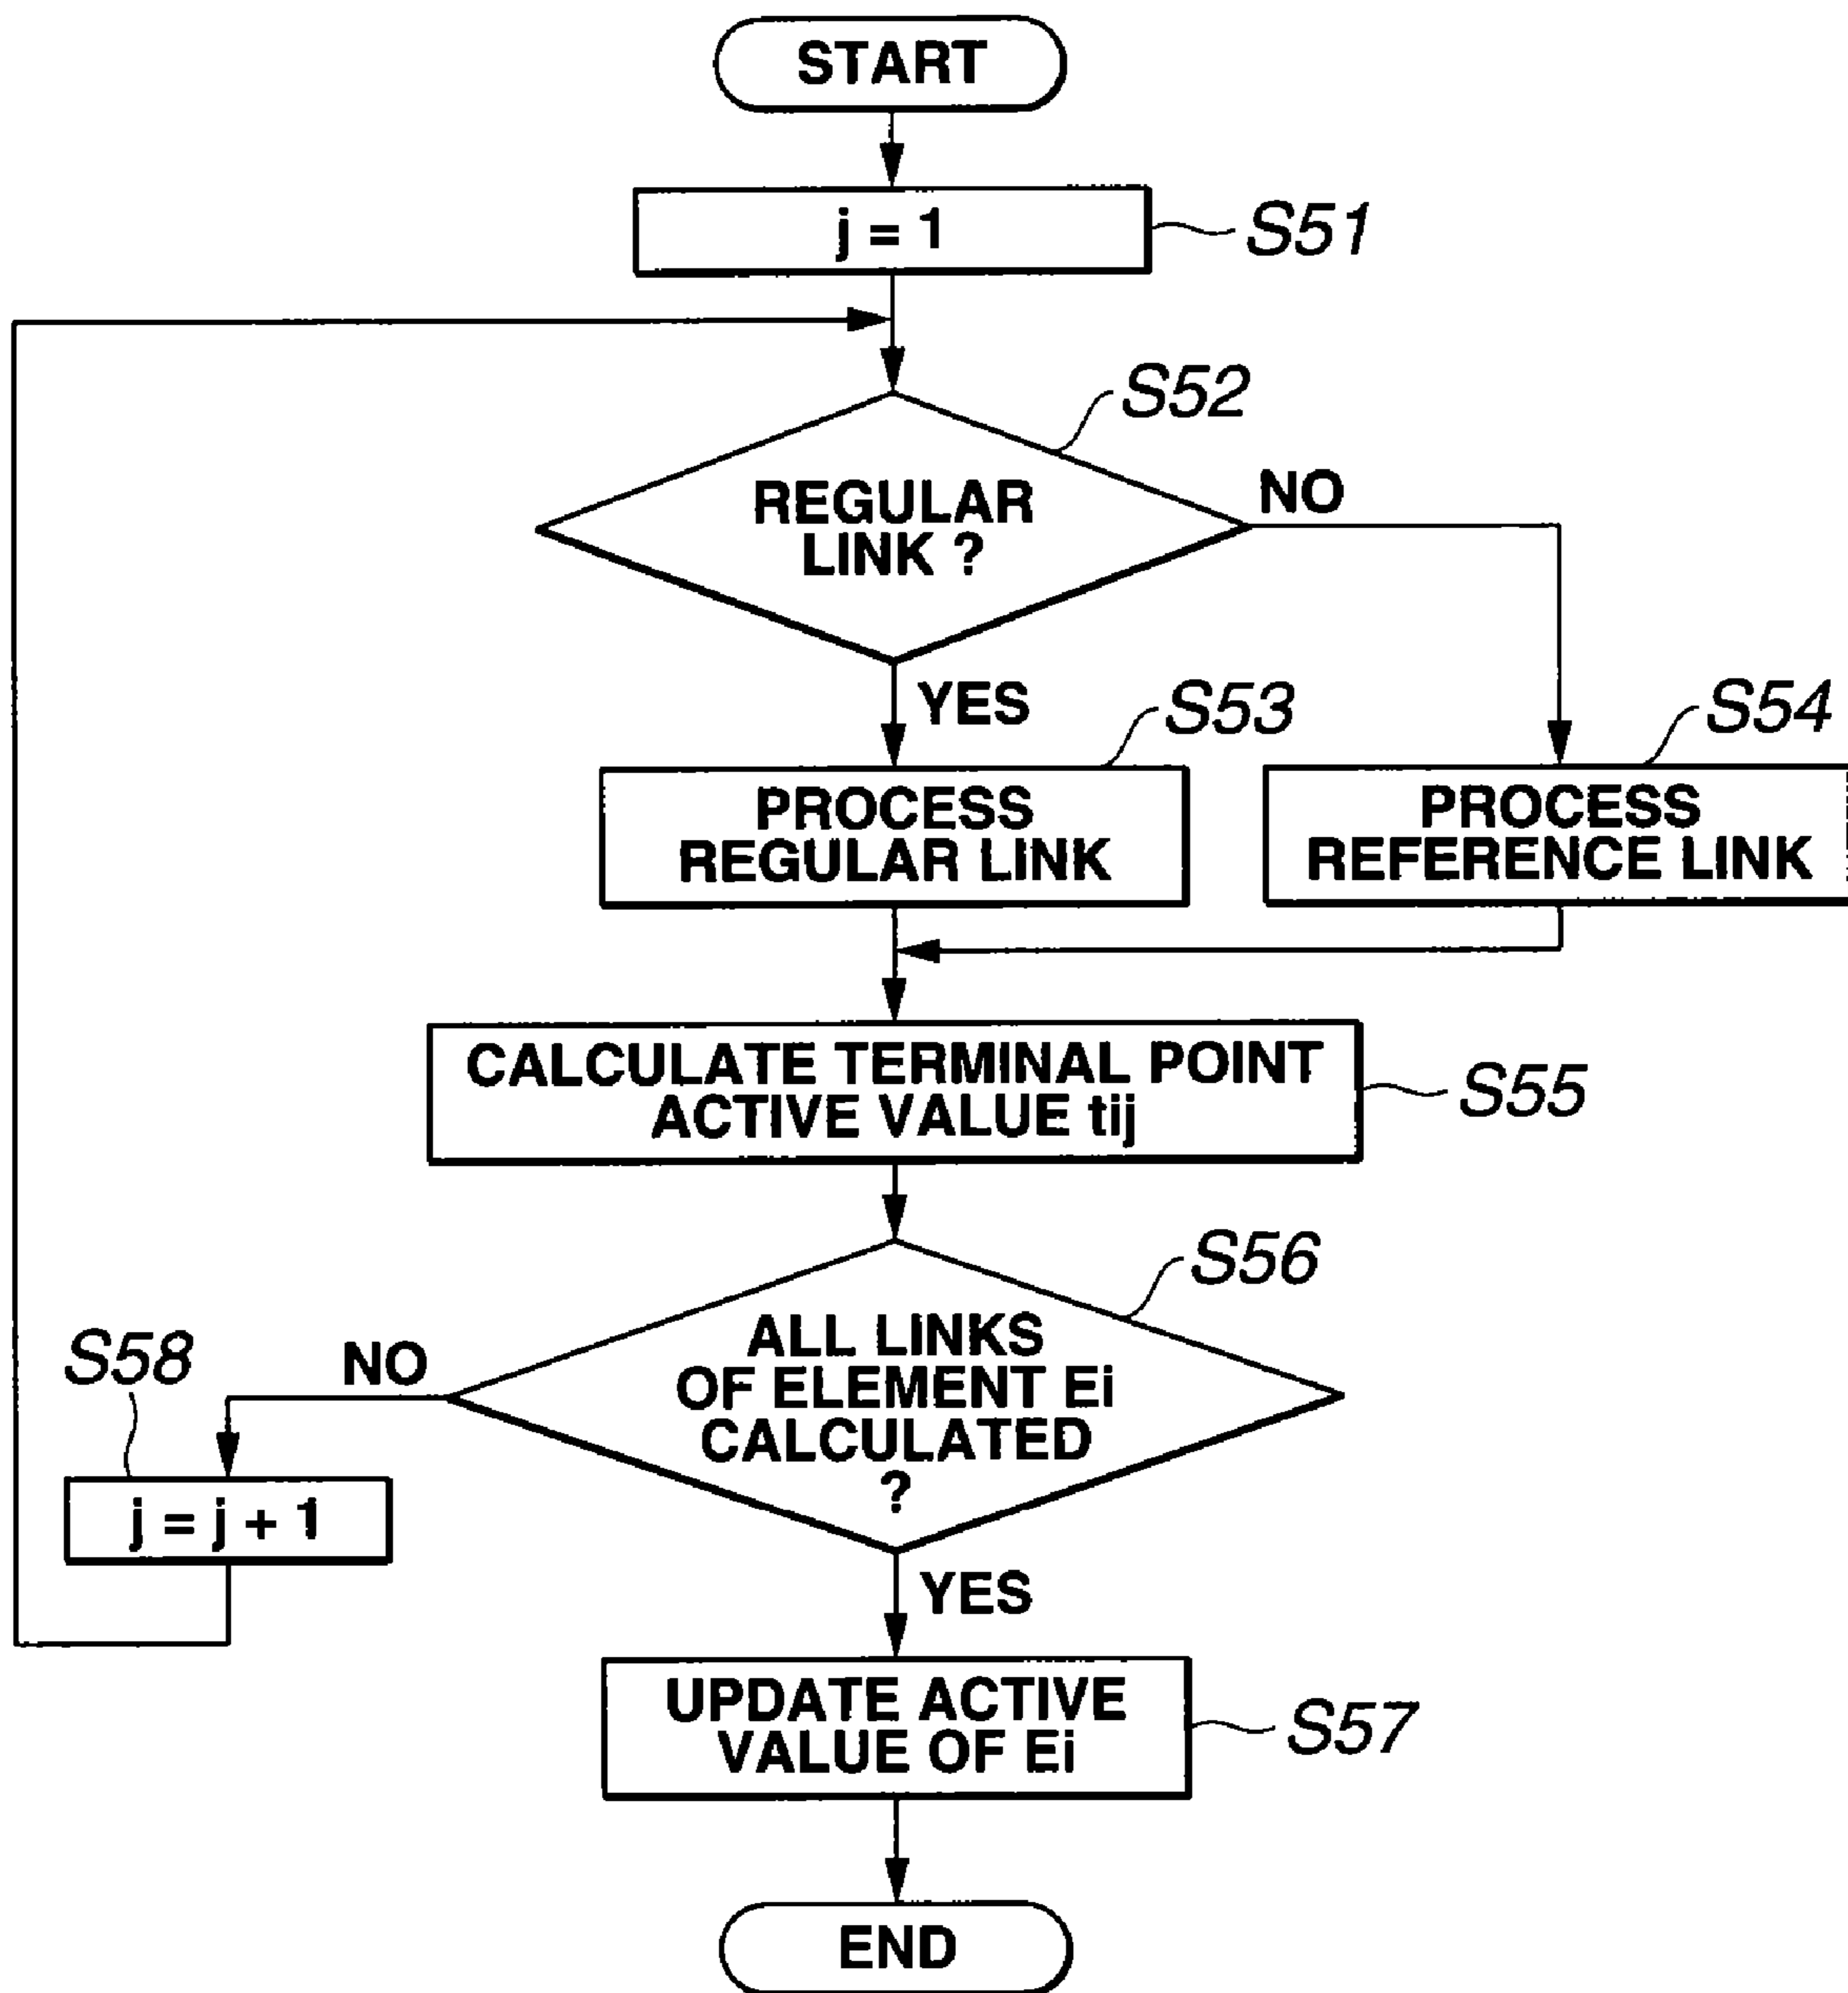 START
j = 1
S51
S52
REGULAR
LINK ?
NO
YES
S53
S54
PROCESS
REGULAR LINK
PROCESS
REFERENCE LINK
CALCULATE TERMINAL POINT
ACTIVE VALUE tij
S55
S56
ALL LINKS
OF ELEMENT Ei
CALCULATED
?
NO
S58
j = j + 1
YES
UPDATE ACTIVE
VALUE OF Ei
S57
END